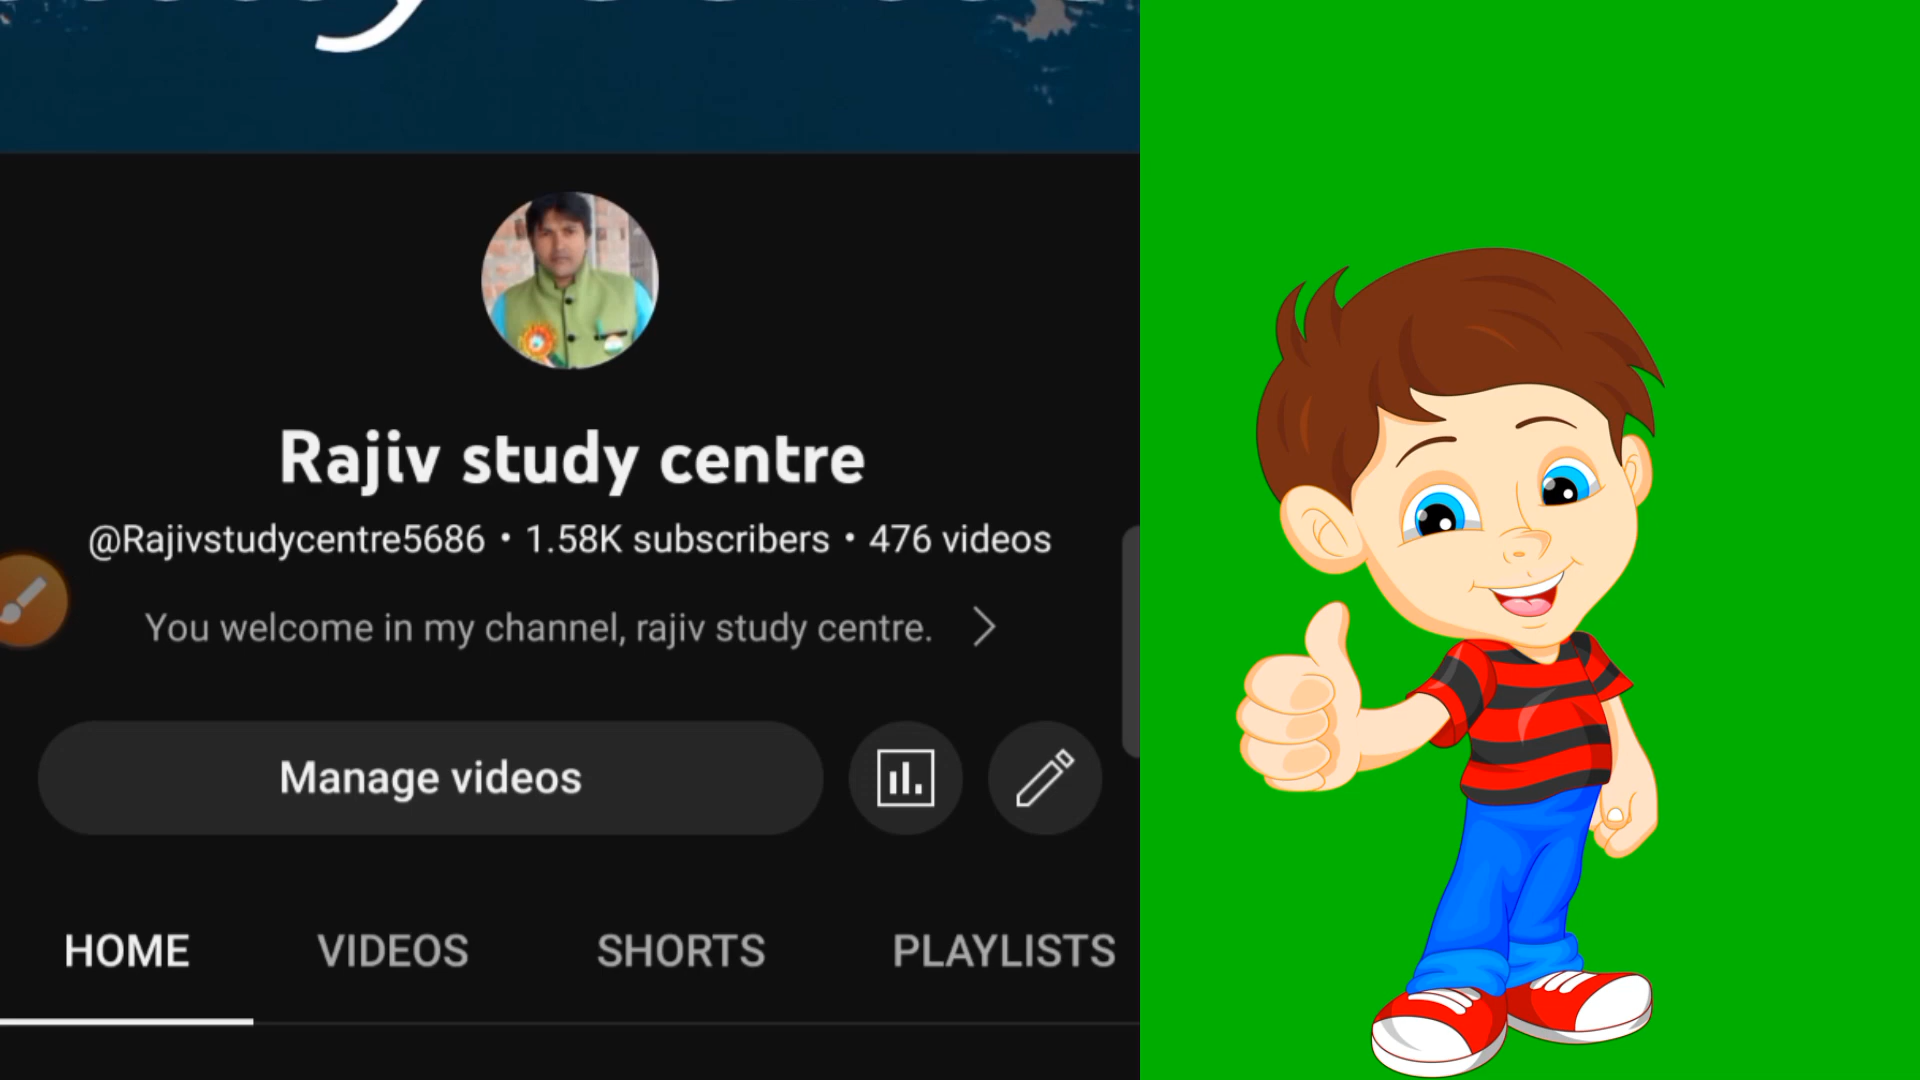 Rajiv study centre
@Rajivstudycentre5686 • 1.58K subscribers • 476 videos
You welcome in my channel, rajiv study centre.
Manage videos
HOME VIDEOS SHORTS PLAYLISTS